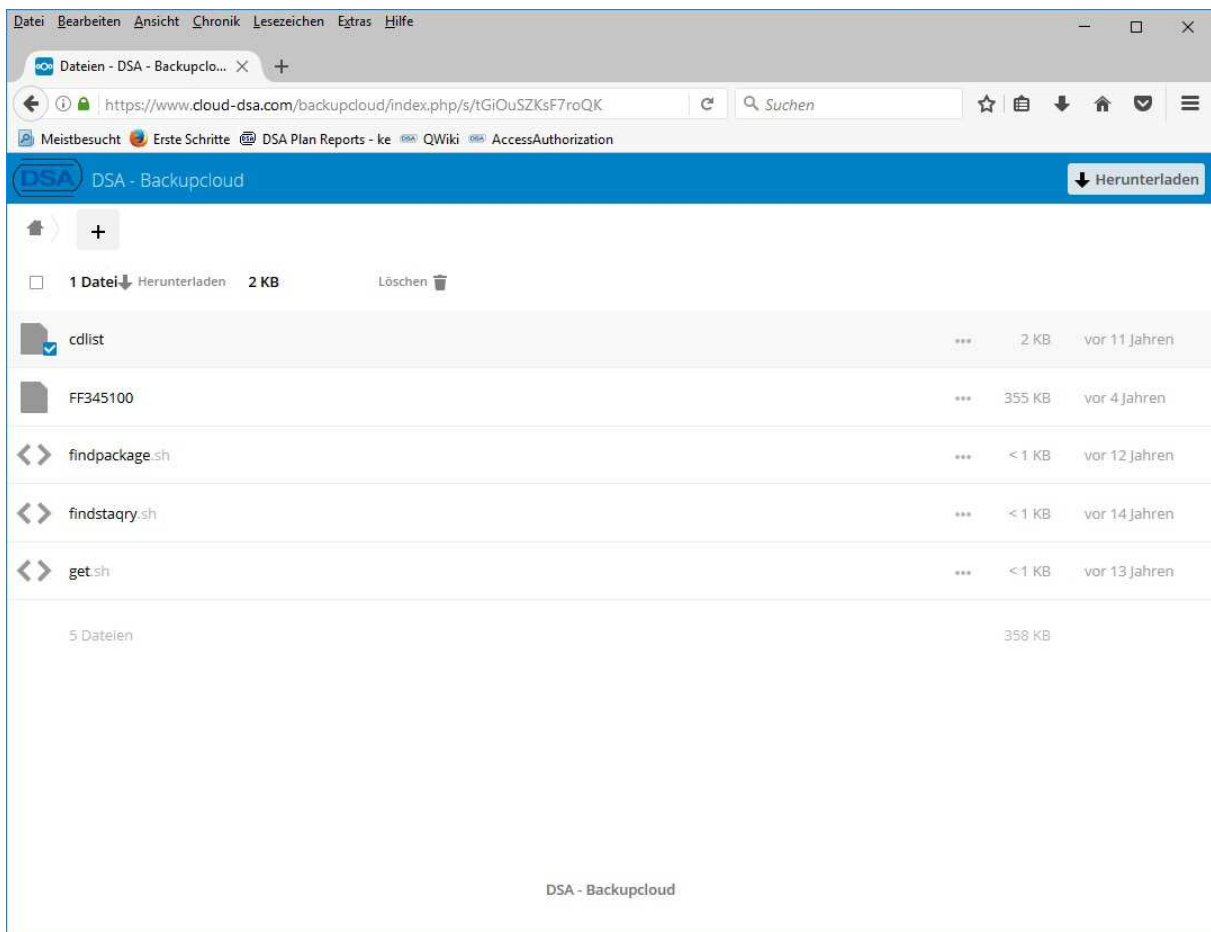 Datei Bearbeiten Ansicht Chronik Lesezeichen Extras Hilfe
Dateien - DSA - Backupclo...
https://www.cloud-dsa.com/backupcloud/index.php/s/tGiOuSZKsF7roQK Suchen
Meistbesucht Erste Schritte DSA Plan Reports - ke QWiki AccessAuthorization
DSA DSA - Backupcloud Herunterladen
+
1 Datei Herunterladen 2 KB Löschen
cdlist ... 2 KB vor 11 Jahren
FF345100 ... 355 KB vor 4 Jahren
findpackage.sh ... < 1 KB vor 12 Jahren
findstaqry.sh ... < 1 KB vor 14 Jahren
get.sh ... < 1 KB vor 13 Jahren
5 Dateien 358 KB
DSA - Backupcloud